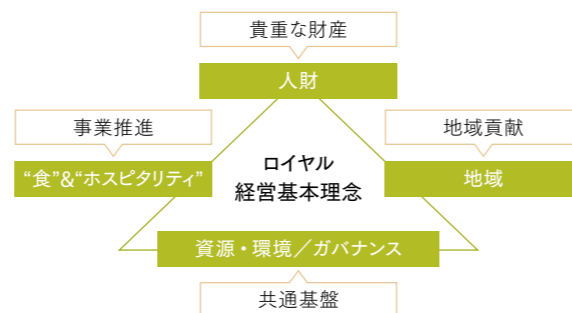 貴重な財産
人財
事業推進
“食”&“ホスピタリティ”
地域貢献
地域
ロイヤル
経営基本理念
資源・環境／ガバナンス
共通基盤